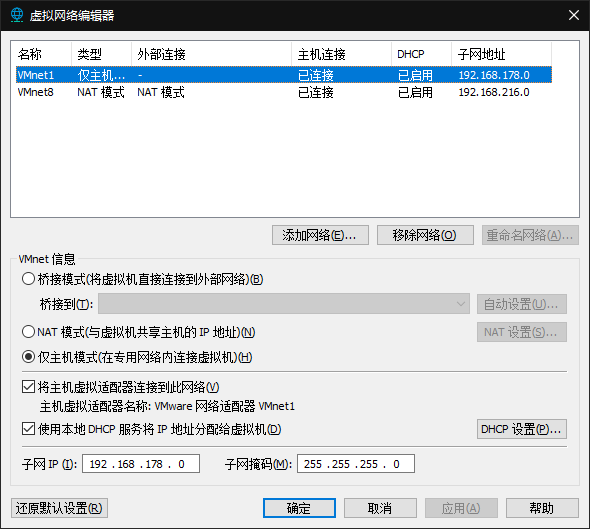 虚拟网络编辑器
名称 类型 外部连接 主机连接 DHCP 子网地址
VMnet1 仅主机... - 已连接 已启用 192.168.178.0
VMnet8 NAT 模式 NAT 模式 已连接 已启用 192.168.216.0
添加网络(E)... 移除网络(O) 重命名网络(A)...
VMnet 信息
桥接模式(将虚拟机直接连接到外部网络)(B)
桥接到(T): 自动设置(U)...
NAT 模式(与虚拟机共享主机的 IP 地址)(N) NAT 设置(S)...
仅主机模式(在专用网络内连接虚拟机)(H)
将主机虚拟适配器连接到此网络(V)
主机虚拟适配器名称: VMware 网络适配器 VMnet1
使用本地 DHCP 服务将 IP 地址分配给虚拟机(D) DHCP 设置(P)...
子网 IP (I): 192 .168 .178 . 0 子网掩码(M): 255 .255 .255 . 0
还原默认设置(R) 确定 取消 应用(A) 帮助